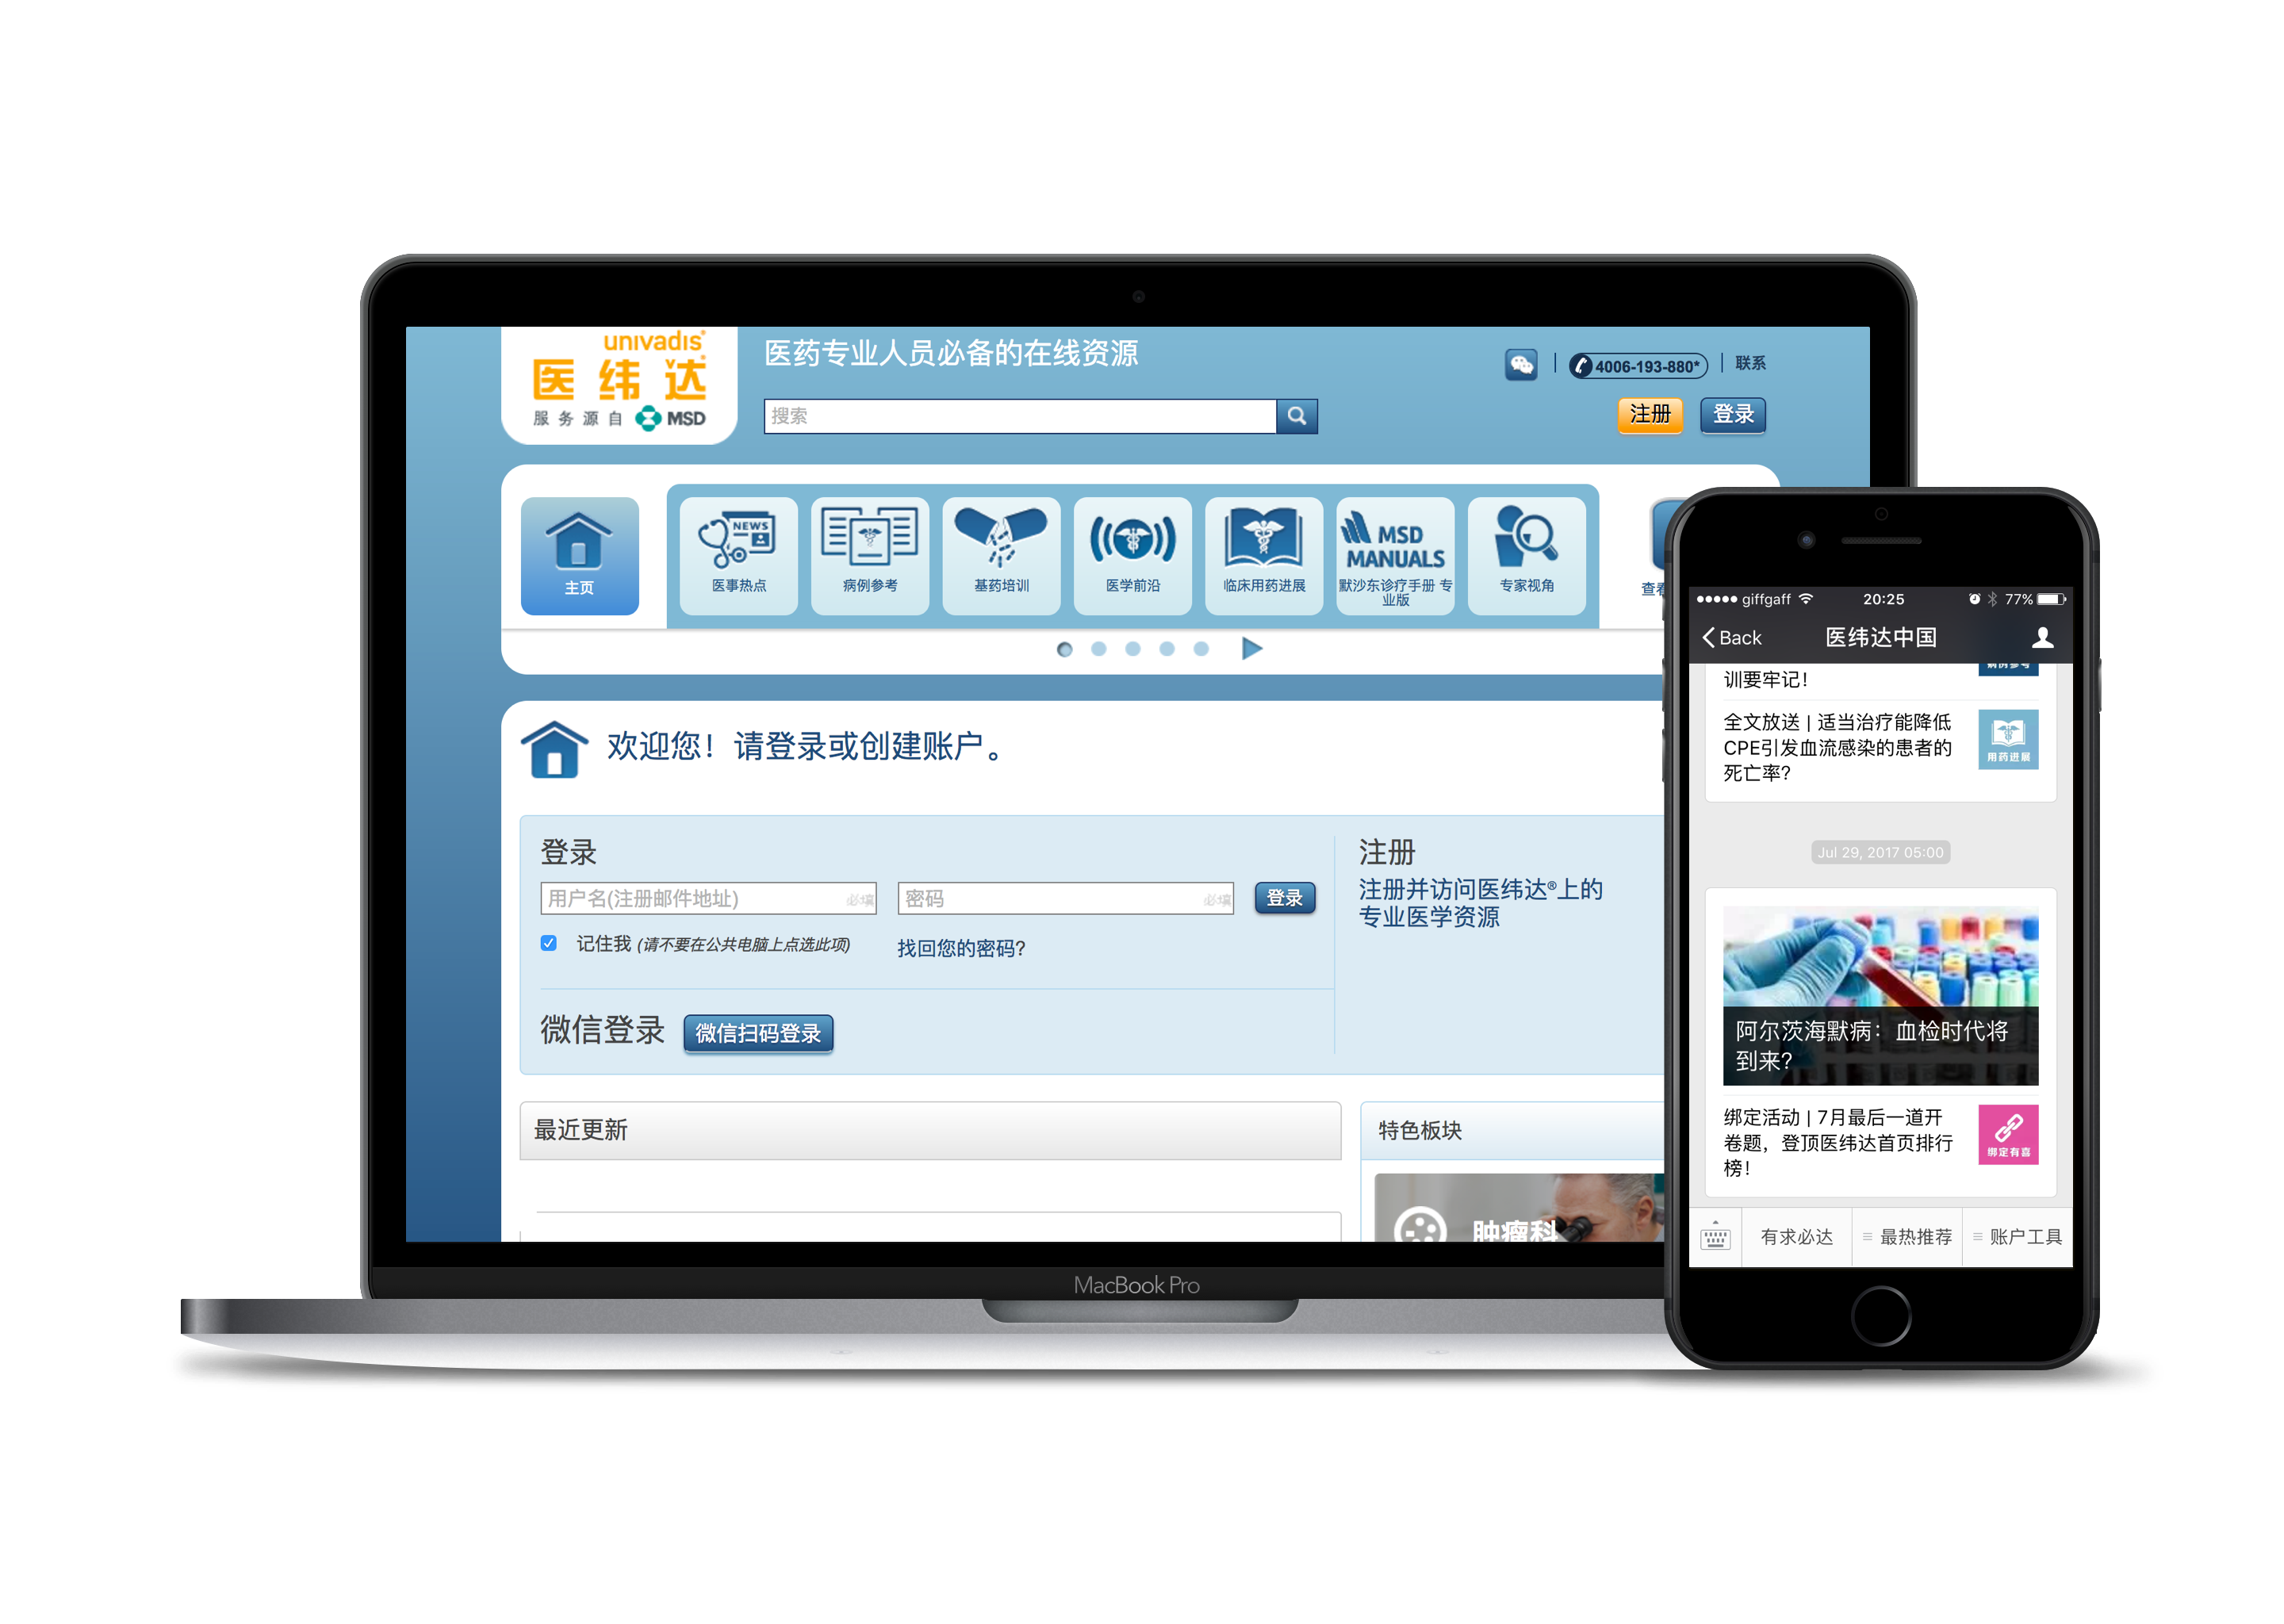 univadis®
医纬达®
服务源自 MSD
医药专业人员必备的在线资源
4006-193-880*
联系
搜索
注册
登录
主页
NEWS
医事热点
病例参考
基药培训
医学前沿
临床用药进展
MSD
MANUALS
默沙东诊疗手册 专
业版
专家视角
查看
欢迎您！请登录或创建账户。
登录
用户名(注册邮件地址) 必填
密码 必填
登录
记住我 (请不要在公共电脑上点选此项)
找回您的密码?
微信登录
微信扫码登录
注册
注册并访问医纬达®上的
专业医学资源
最近更新
特色板块
肿瘤科
MacBook Pro
giffgaff 20:25 77%
Back 医纬达中国
病例参考
训要牢记！
全文放送 | 适当治疗能降低
CPE引发血流感染的患者的
死亡率?
用药进展
Jul 29, 2017 05:00
阿尔茨海默病：血检时代将
到来?
绑定活动 | 7月最后一道开
卷题，登顶医纬达首页排行
榜！
绑定有喜
有求必达
最热推荐
账户工具